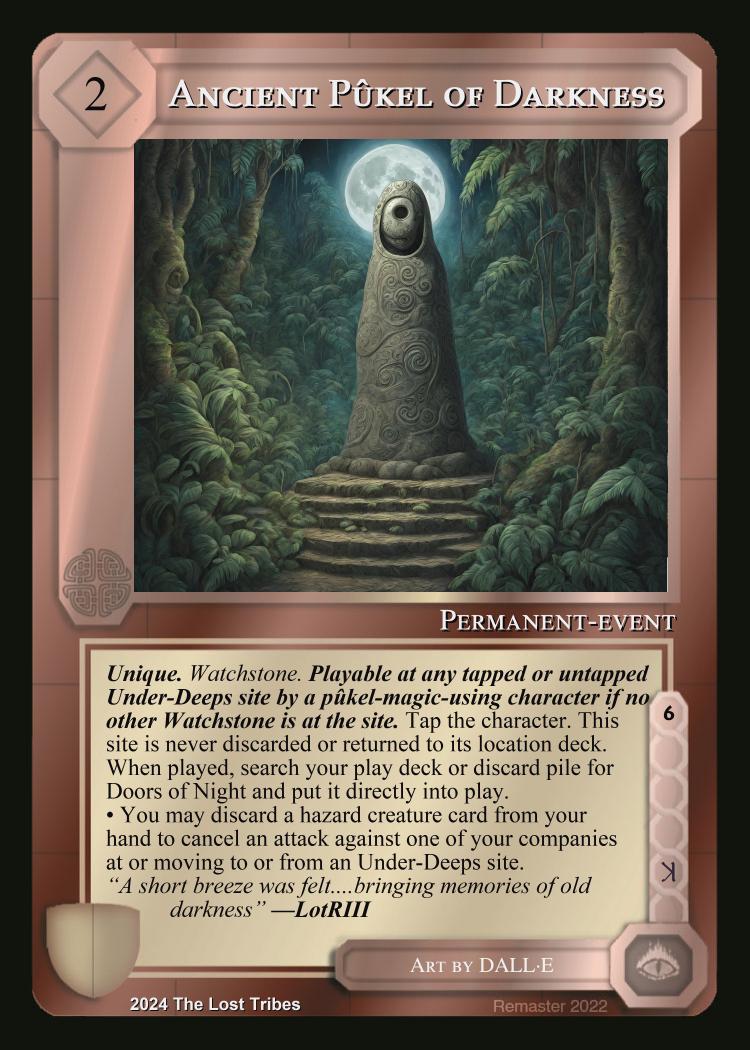 2
Ancient Pûkel of Darkness
Permanent-event
Unique. Watchstone. Playable at any tapped or untapped
Under-Deeps site by a pûkel-magic-using character if no
other Watchstone is at the site. Tap the character. This
site is never discarded or returned to its location deck.
When played, search your play deck or discard pile for
Doors of Night and put it directly into play.
• You may discard a hazard creature card from your
hand to cancel an attack against one of your companies
at or moving to or from an Under-Deeps site.
“A short breeze was felt....bringing memories of old
darkness” —LotRIII
6
Art by DALL·E
2024 The Lost Tribes
Remaster 2022